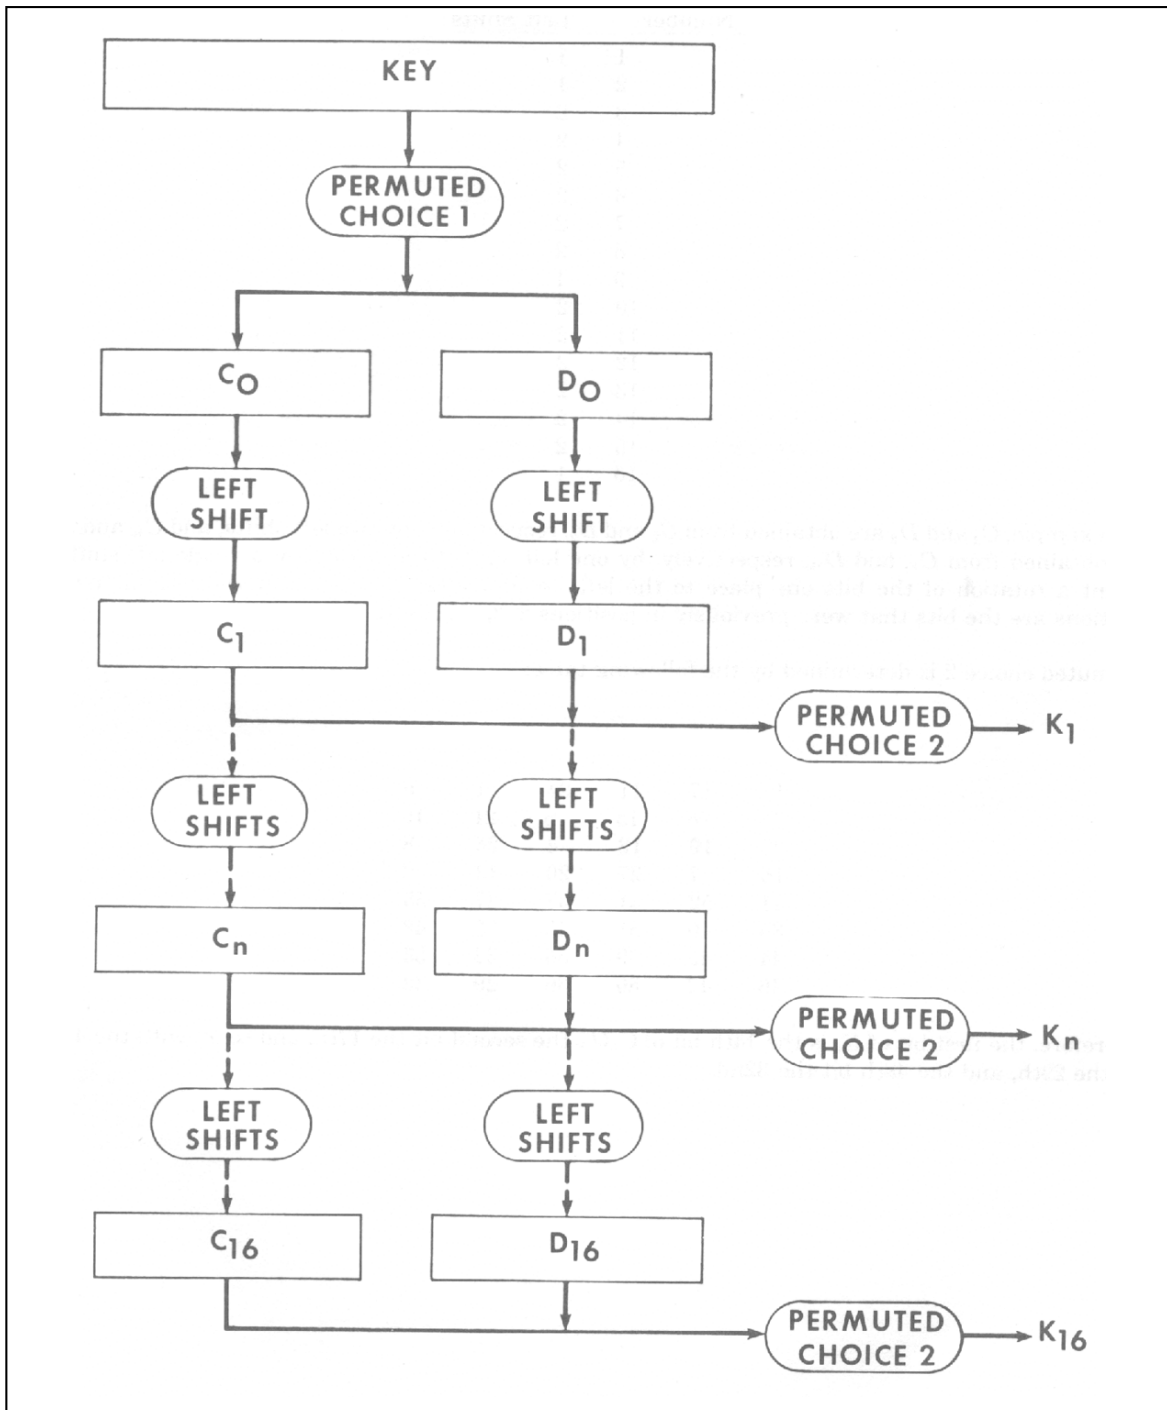 KEY
PERMUTED
CHOICE 1
C0
D0
LEFT
SHIFT
LEFT
SHIFT
C1
D1
PERMUTED
CHOICE 2
K1
LEFT
SHIFTS
LEFT
SHIFTS
Cn
Dn
PERMUTED
CHOICE 2
Kn
LEFT
SHIFTS
LEFT
SHIFTS
C16
D16
PERMUTED
CHOICE 2
K16